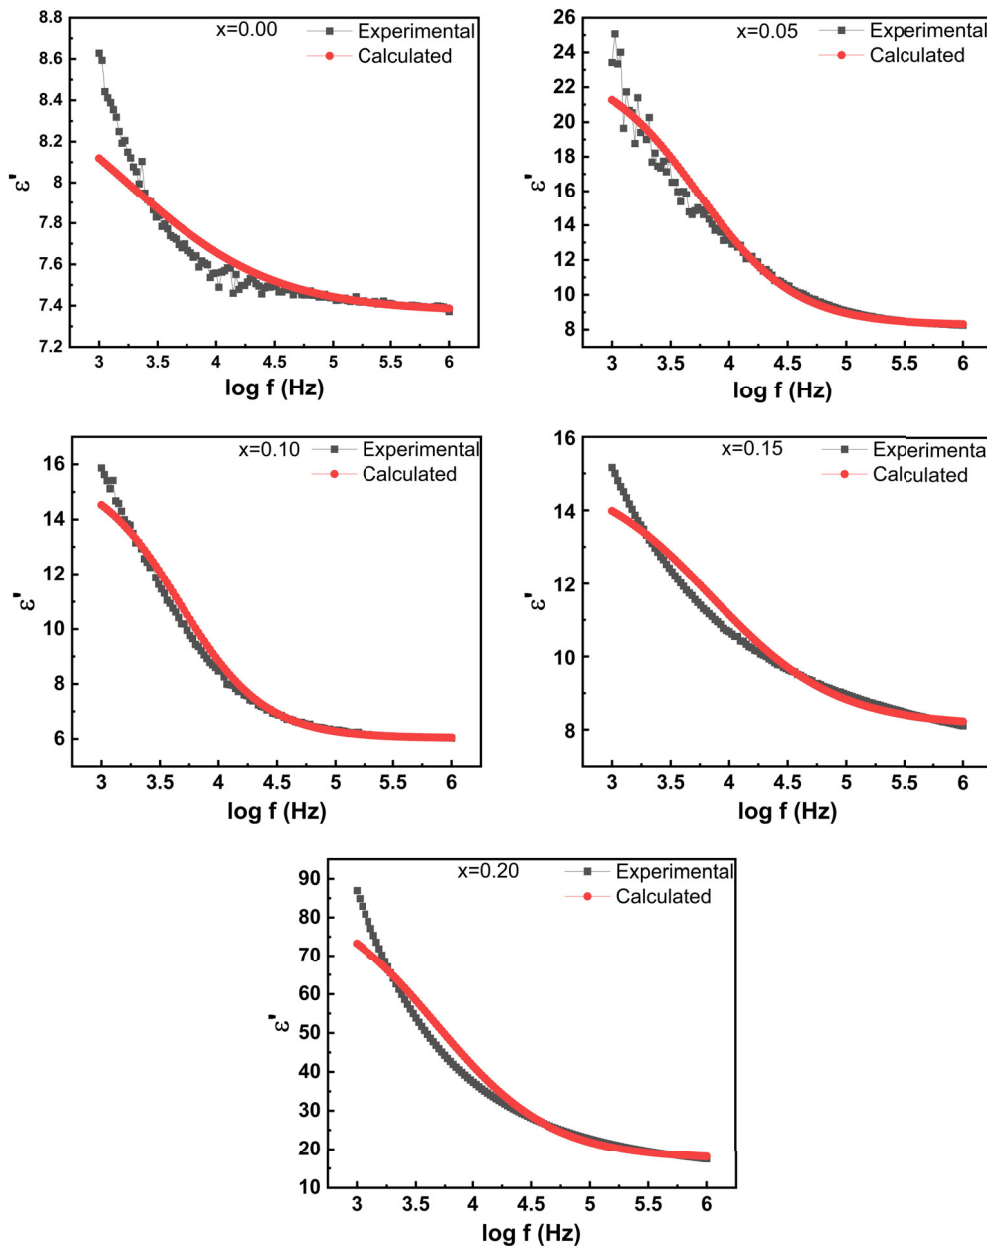 x=0.00
Experimental
Calculated
8.8
8.6
8.4
8.2
8
7.8
7.6
7.4
7.2
ε'
3 3.5 4 4.5 5 5.5 6
log f (Hz)
x=0.05
Experimental
Calculated
26
24
22
20
18
16
14
12
10
8
ε'
3 3.5 4 4.5 5 5.5 6
log f (Hz)
x=0.10
Experimental
Calculated
16
14
12
10
8
6
ε'
3 3.5 4 4.5 5 5.5 6
log f (Hz)
x=0.15
Experimental
Calculated
16
14
12
10
8
ε'
3 3.5 4 4.5 5 5.5 6
log f (Hz)
x=0.20
Experimental
Calculated
90
80
70
60
50
40
30
20
10
ε'
3 3.5 4 4.5 5 5.5 6
log f (Hz)